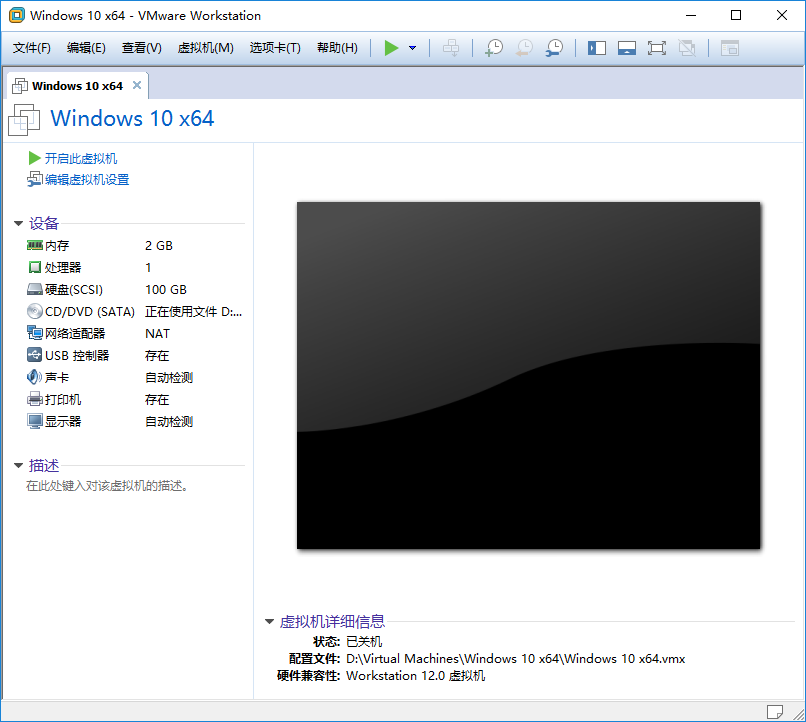 Windows 10 x64 - VMware Workstation
文件(F) 编辑(E) 查看(V) 虚拟机(M) 选项卡(T) 帮助(H)
Windows 10 x64
Windows 10 x64
开启此虚拟机
编辑虚拟机设置
设备
内存 2 GB
处理器 1
硬盘(SCSI) 100 GB
CD/DVD (SATA) 正在使用文件 D:...
网络适配器 NAT
USB 控制器 存在
声卡 自动检测
打印机 存在
显示器 自动检测
描述
在此处键入对该虚拟机的描述。
虚拟机详细信息
状态: 已关机
配置文件: D:\Virtual Machines\Windows 10 x64\Windows 10 x64.vmx
硬件兼容性: Workstation 12.0 虚拟机